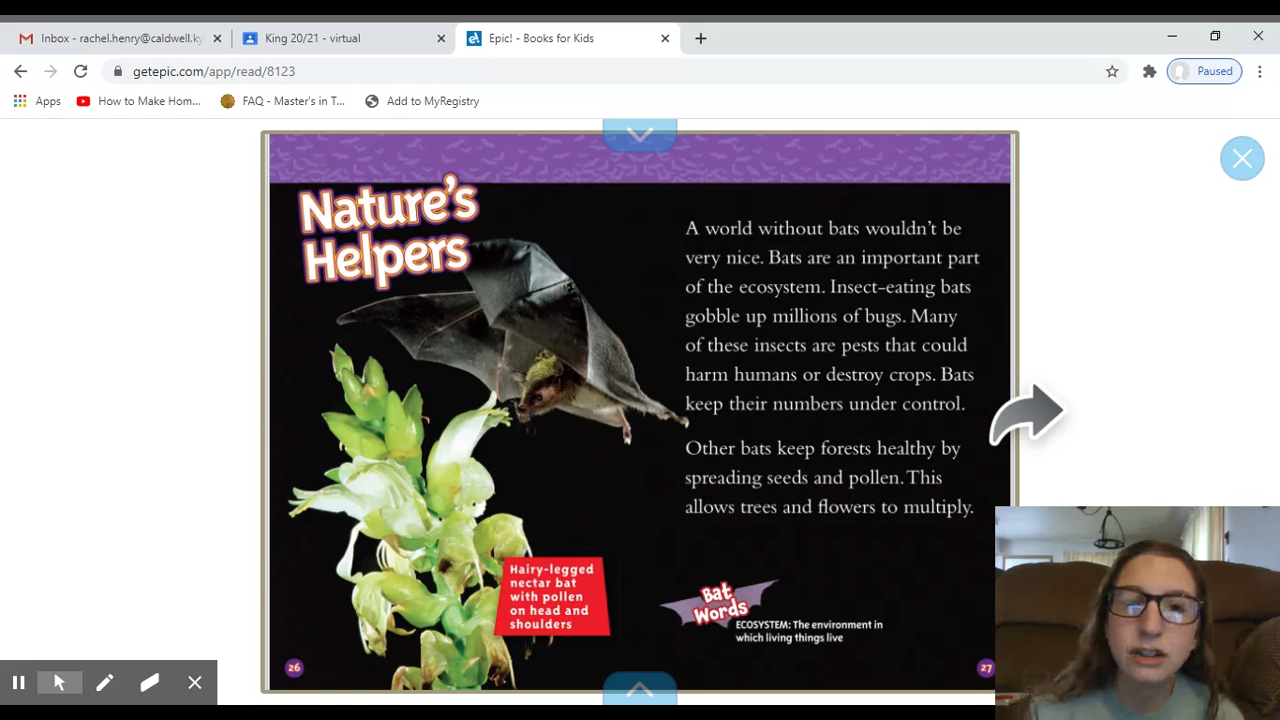 Inbox - rachel.henry@caldwell.ky
King 20/21 - virtual
Epic! - Books for Kids
getepic.com/app/read/8123
Paused
Apps
How to Make Hom...
FAQ - Master's in T...
Add to MyRegistry
Nature's
Helpers
A world without bats wouldn't be
very nice. Bats are an important part
of the ecosystem. Insect-eating bats
gobble up millions of bugs. Many
of these insects are pests that could
harm humans or destroy crops. Bats
keep their numbers under control.
Other bats keep forests healthy by
spreading seeds and pollen. This
allows trees and flowers to multiply.
Hairy-legged
nectar bat
with pollen
on head and
shoulders
Bat
Words
ECOSYSTEM: The environment in
which living things live
26
27